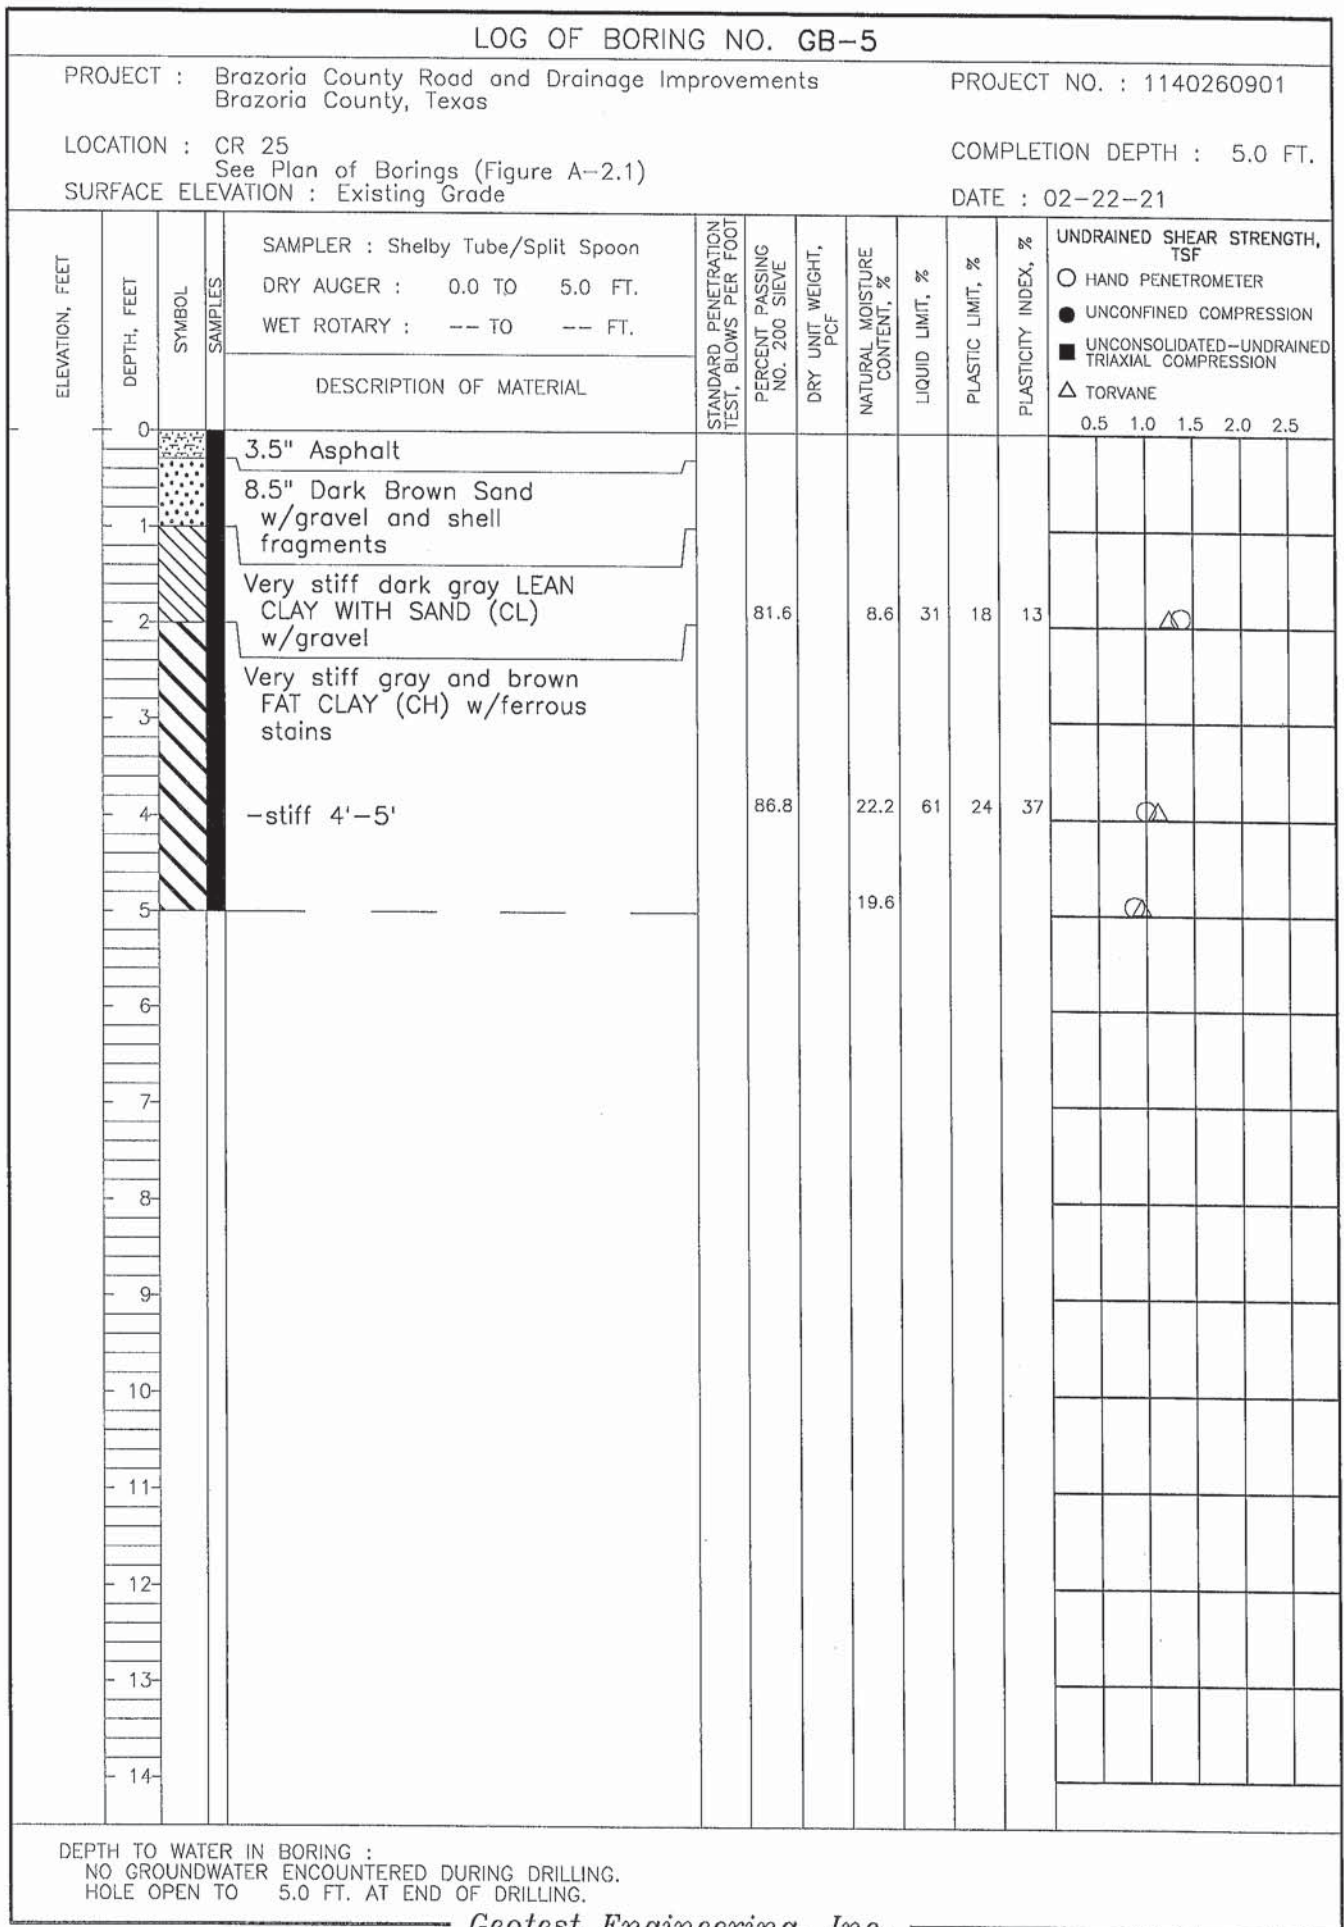 LOG OF BORING NO. GB-5
PROJECT : Brazoria County Road and Drainage Improvements
Brazoria County, Texas
PROJECT NO. : 1140260901
LOCATION : CR 25
See Plan of Borings (Figure A-2.1)
COMPLETION DEPTH : 5.0 FT.
SURFACE ELEVATION : Existing Grade
DATE : 02-22-21
ELEVATION, FEET
DEPTH, FEET
SYMBOL
SAMPLES
SAMPLER : Shelby Tube/Split Spoon
DRY AUGER : 0.0 TO 5.0 FT.
WET ROTARY : -- TO -- FT.
DESCRIPTION OF MATERIAL
STANDARD PENETRATION
TEST, BLOWS PER FOOT
PERCENT PASSING
NO. 200 SIEVE
DRY UNIT WEIGHT,
PCF
NATURAL MOISTURE
CONTENT, %
LIQUID LIMIT, %
PLASTIC LIMIT, %
PLASTICITY INDEX, %
UNDRAINED SHEAR STRENGTH,
TSF
HAND PENETROMETER
UNCONFINED COMPRESSION
UNCONSOLIDATED-UNDRAINED
TRIAXIAL COMPRESSION
TORVANE
0.5 1.0 1.5 2.0 2.5
0
3.5" Asphalt
8.5" Dark Brown Sand
w/gravel and shell
fragments
1
Very stiff dark gray LEAN
CLAY WITH SAND (CL)
w/gravel
2
81.6 8.6 31 18 13
Very stiff gray and brown
FAT CLAY (CH) w/ferrous
stains
3
4
-stiff 4'-5'
86.8 22.2 61 24 37
19.6
5
6
7
8
9
10
11
12
13
14
DEPTH TO WATER IN BORING :
NO GROUNDWATER ENCOUNTERED DURING DRILLING.
HOLE OPEN TO 5.0 FT. AT END OF DRILLING.
Geotest Engineering, Inc.